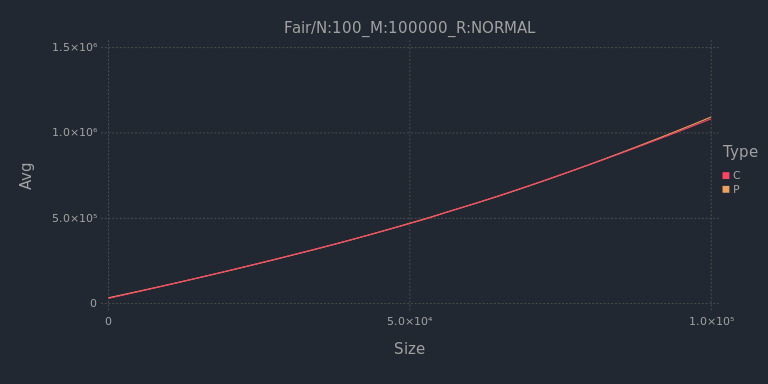 Fair/N:100_M:100000_R:NORMAL
1.5×10⁶
1.0×10⁶
5.0×10⁵
0
Avg
0
5.0×10⁴
1.0×10⁵
Size
Type
C
P